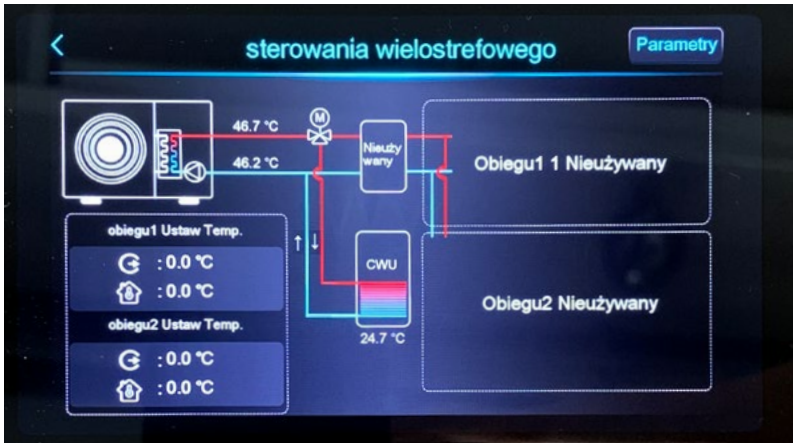 sterowania wielostrefowego
Parametry
M
46.7 °C
46.2 °C
Nieuży
wany
Obiegu1 1 Nieużywany
obiegu1 Ustaw Temp.
: 0.0 °C
: 0.0 °C
obiegu2 Ustaw Temp.
: 0.0 °C
: 0.0 °C
CWU
24.7 °C
Obiegu2 Nieużywany